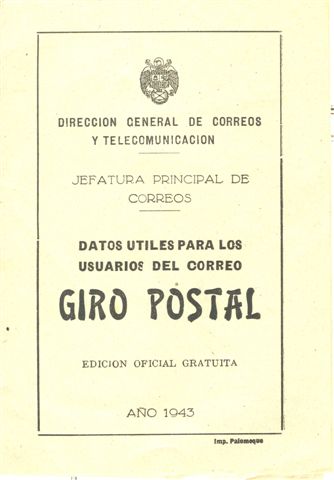 DIRECCION GENERAL DE CORREOS
Y TELECOMUNICACION
JEFATURA PRINCIPAL DE
CORREOS
DATOS UTILES PARA LOS
USUARIOS DEL CORREO
GIRO POSTAL
EDICION OFICIAL GRATUITA
AÑO 1943
Imp. Palomeque